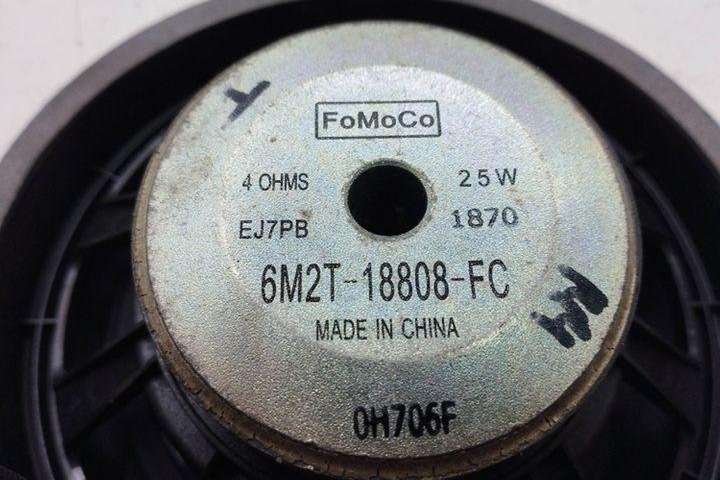 FoMoCo
4 OHMS 25W
EJ7PB 1870
6M2T-18808-FC
MADE IN CHINA
0H706F